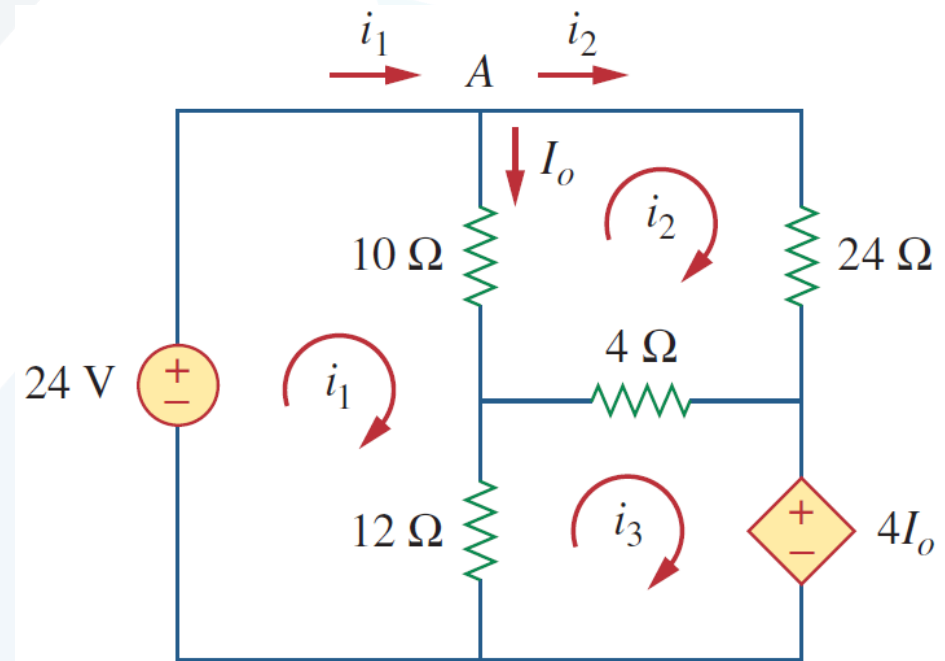 i₁ A i₂
Iₒ
i₂
10 Ω 24 Ω
4 Ω
24 V + − i₁
12 Ω i₃ + − 4Iₒ